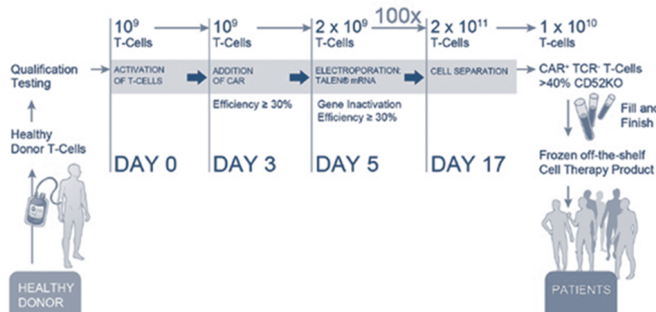 10⁹
T-Cells
10⁹
T-Cells
2 x 10⁹
T-Cells
100x
2 x 10¹¹
T-Cells
1 x 10¹⁰
Qualification
Testing
ACTIVATION
OF T-CELLS
ADDITION
OF CAR
ELECTROPORATION:
TALEN® mRNA
CELL SEPARATION
CAR⁺ TCR⁻ T-Cells
>40% CD52KO
Efficiency ≥ 30%
Gene Inactivation
Efficiency ≥ 30%
Fill and
Finish
Healthy
Donor T-Cells
DAY 0
DAY 3
DAY 5
DAY 17
Frozen off-the-shelf
Cell Therapy Product
HEALTHY
DONOR
PATIENTS